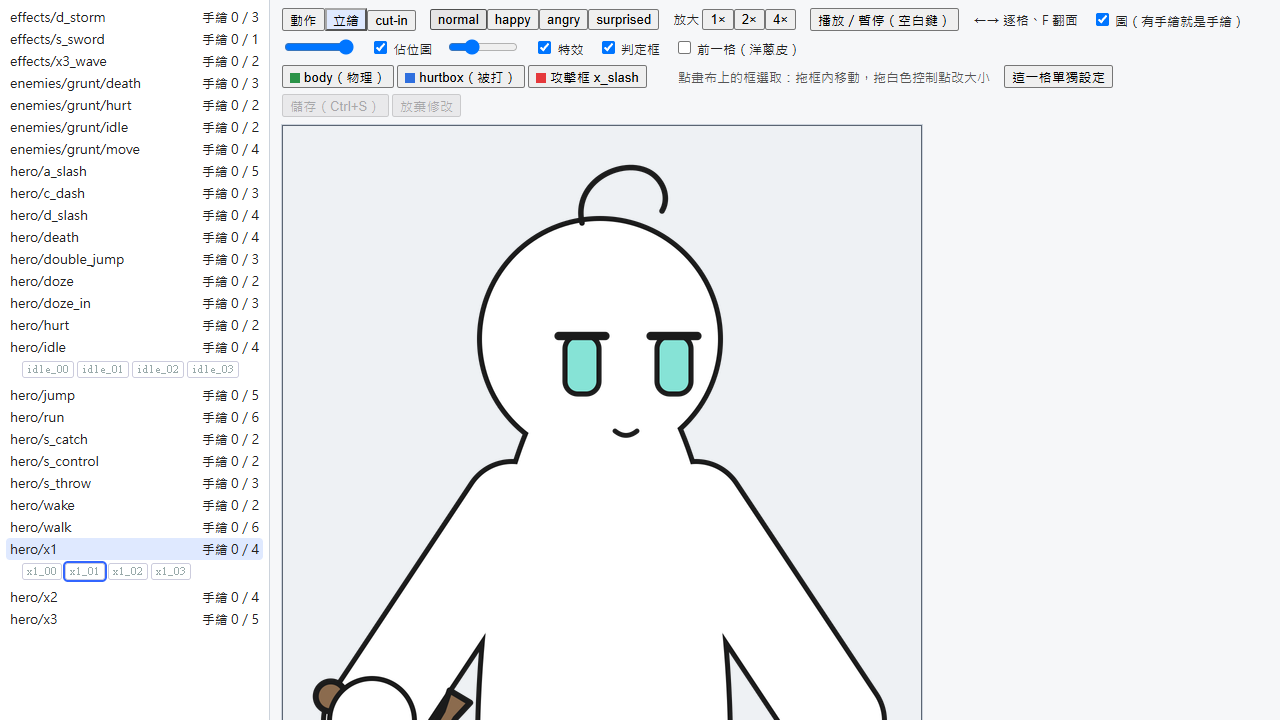 effects/d_storm 手繪 0 / 3
effects/s_sword 手繪 0 / 1
effects/x3_wave 手繪 0 / 2
enemies/grunt/death 手繪 0 / 3
enemies/grunt/hurt 手繪 0 / 2
enemies/grunt/idle 手繪 0 / 2
enemies/grunt/move 手繪 0 / 4
hero/a_slash 手繪 0 / 5
hero/c_dash 手繪 0 / 3
hero/d_slash 手繪 0 / 4
hero/death 手繪 0 / 4
hero/double_jump 手繪 0 / 3
hero/doze 手繪 0 / 2
hero/doze_in 手繪 0 / 3
hero/hurt 手繪 0 / 2
hero/idle 手繪 0 / 4
idle_00 idle_01 idle_02 idle_03
hero/jump 手繪 0 / 5
hero/run 手繪 0 / 6
hero/s_catch 手繪 0 / 2
hero/s_control 手繪 0 / 2
hero/s_throw 手繪 0 / 3
hero/wake 手繪 0 / 2
hero/walk 手繪 0 / 6
hero/x1 手繪 0 / 4
x1_00 x1_01 x1_02 x1_03
hero/x2 手繪 0 / 4
hero/x3 手繪 0 / 5
動作 立繪 cut-in normal happy angry surprised 放大 1× 2× 4× 播放 / 暫停（空白鍵） ←→ 逐格、F 翻面 圖（有手繪就是手繪）
佔位圖 特效 判定框 前一格（洋蔥皮）
body（物理） hurtbox（被打） 攻擊框 x_slash 點畫布上的框選取：拖框內移動，拖白色控制點改大小 這一格單獨設定
儲存（Ctrl+S） 放棄修改